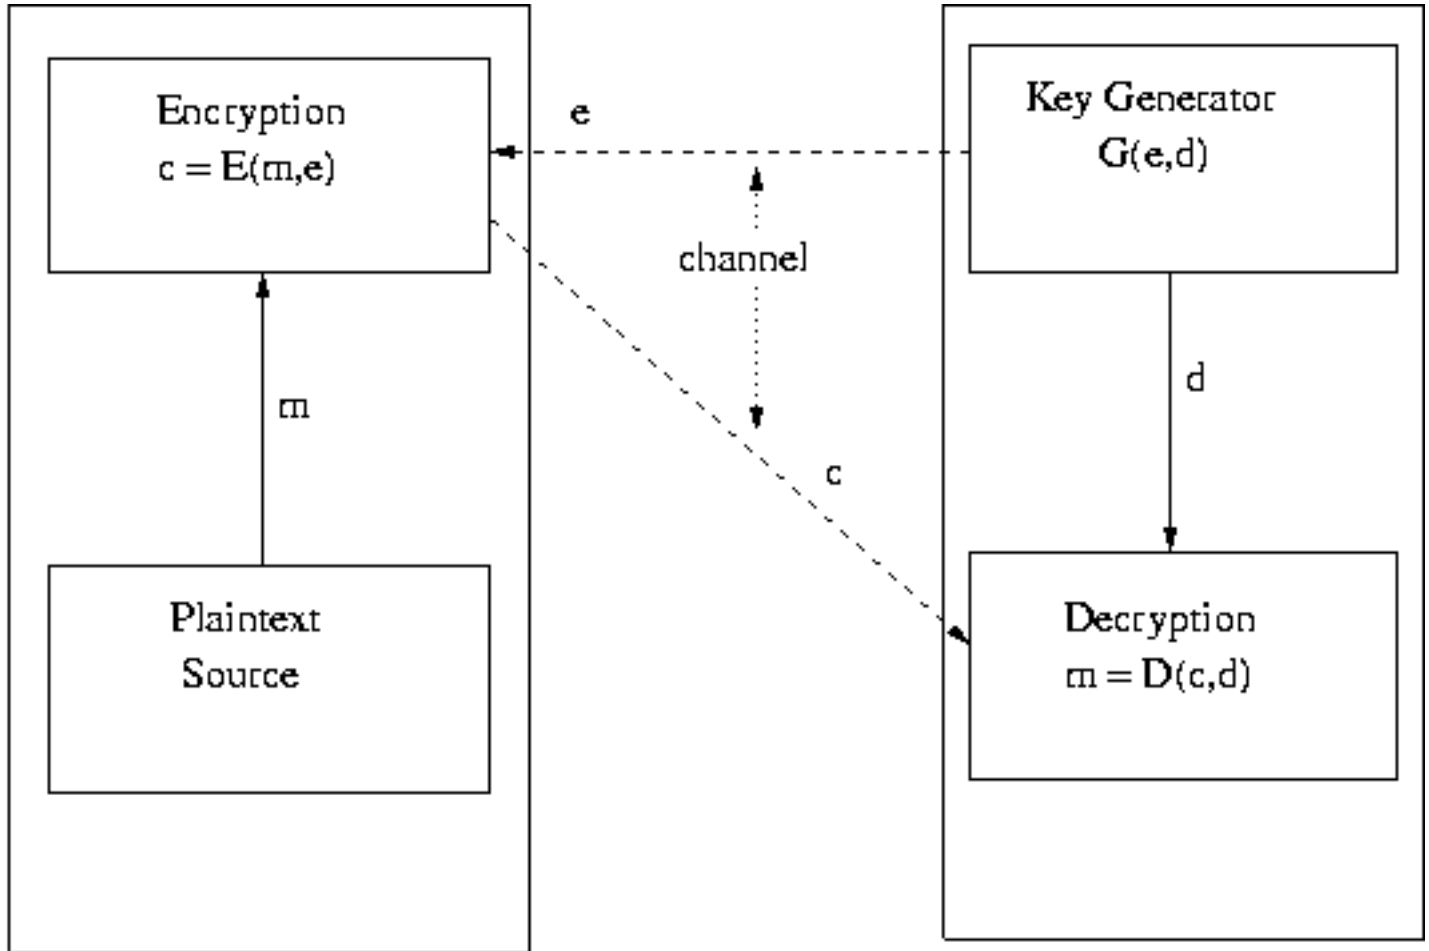 Encryption
c = E(m,e)
e
Key Generator
G(e,d)
channel
m
d
c
Plaintext
Source
Decryption
m = D(c,d)